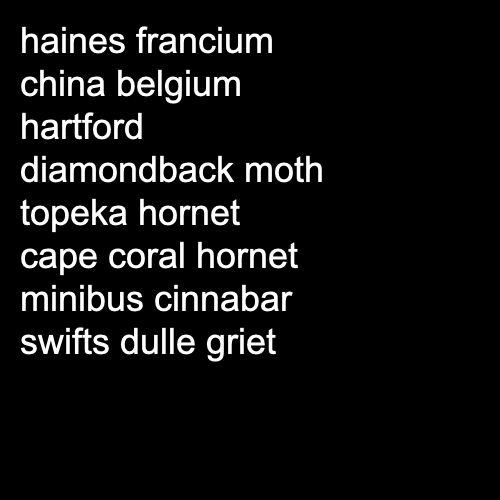 haines francium
china belgium
hartford
diamondback moth
topeka hornet
cape coral hornet
minibus cinnabar
swifts dulle griet